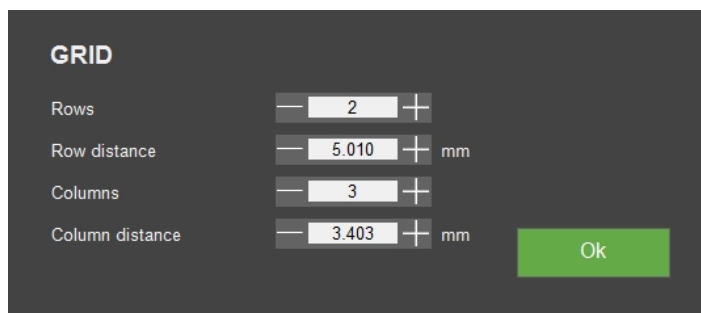 GRID
Rows 2
Row distance 5.010 mm
Columns 3
Column distance 3.403 mm
Ok